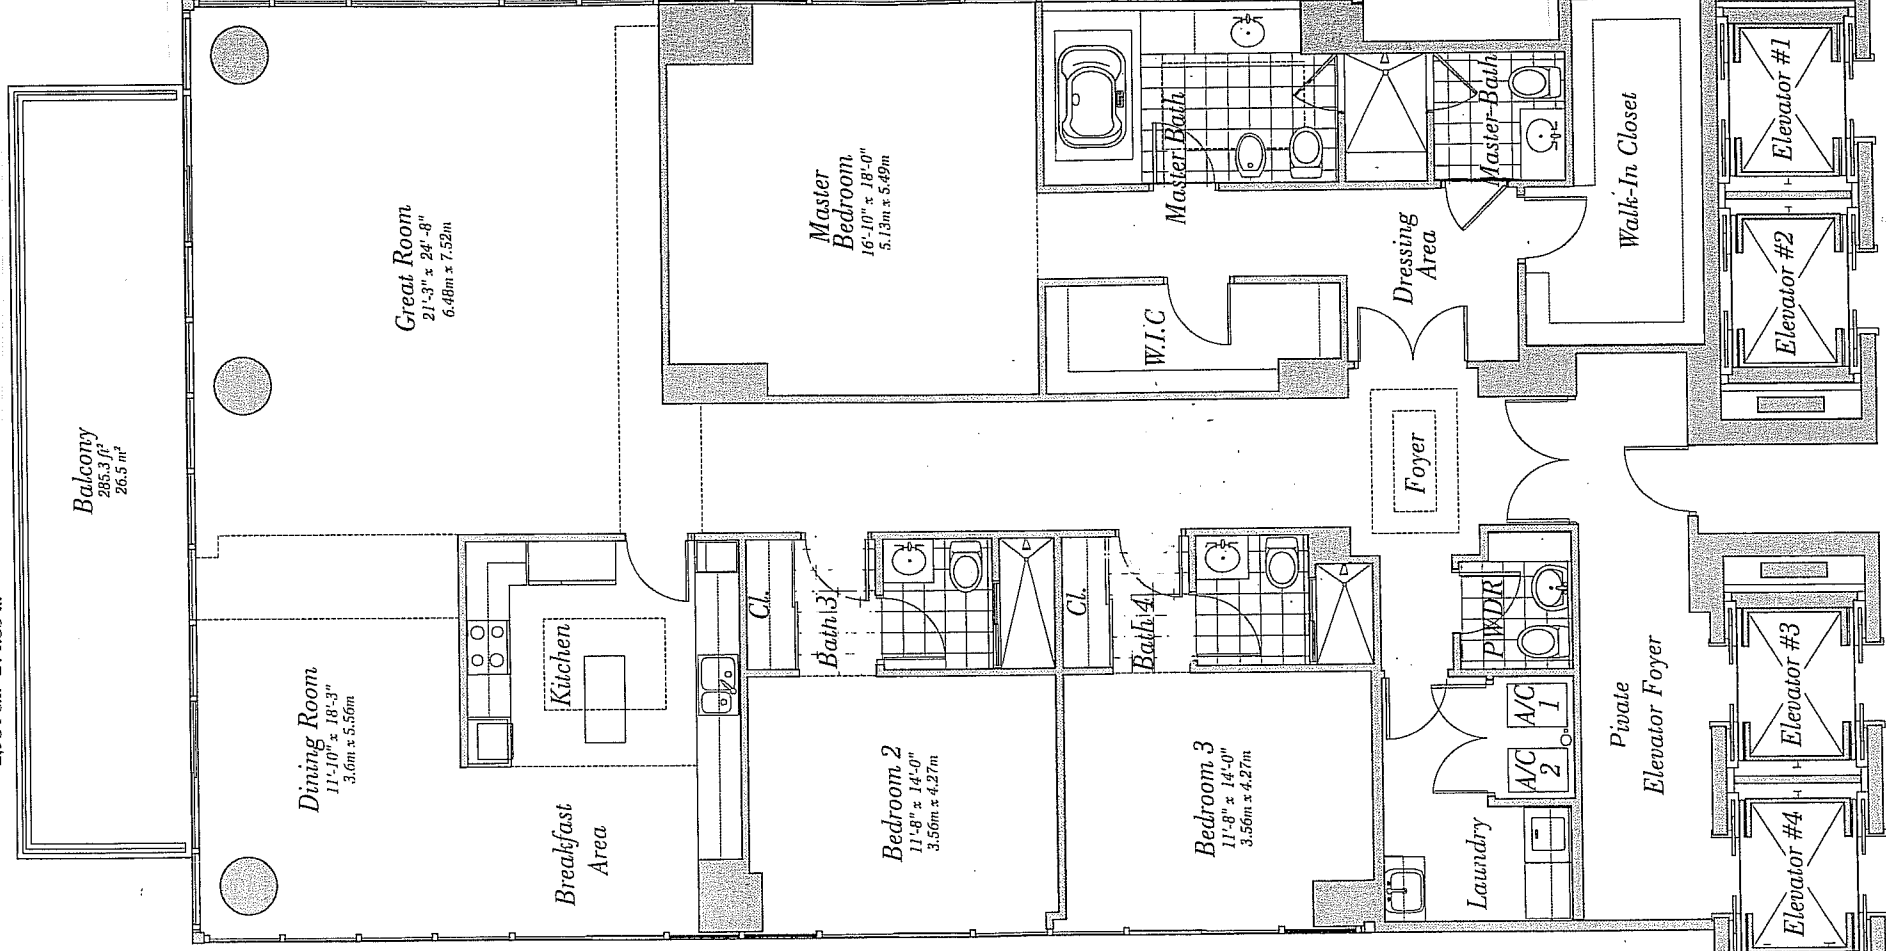 Balcony
285.3 ft²
26.5 m²
Great Room
21'-3" x 24'-8"
6.48m x 7.52m
Dining Room
11'-10" x 18'-3"
3.6m x 5.56m
Kitchen
Breakfast
Area
Master
Bedroom
16'-10" x 18'-0"
5.13m x 5.49m
Master Bath
Master Bath
W.I.C
Dressing
Area
Walk-In Closet
Foyer
Cl.
Bath 3
Cl.
Bath 4
PWDR
Bedroom 2
11'-8" x 14'-0"
3.56m x 4.27m
Bedroom 3
11'-8" x 14'-0"
3.56m x 4.27m
A/C
1
A/C
2
Laundry
Pivate
Elevator Foyer
Elevator #1
Elevator #2
Elevator #3
Elevator #4